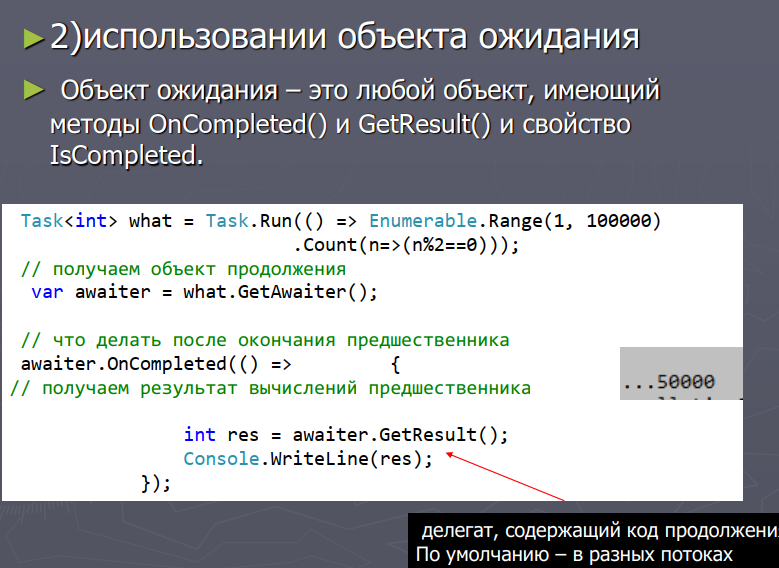 2)использовании объекта ожидания
Объект ожидания – это любой объект, имеющий
методы OnCompleted() и GetResult() и свойство
IsCompleted.
Task<int> what = Task.Run(() => Enumerable.Range(1, 100000)
.Count(n=>(n%2==0)));
// получаем объект продолжения
var awaiter = what.GetAwaiter();
// что делать после окончания предшественника
awaiter.OnCompleted(() => {
// получаем результат вычислений предшественника
...50000
int res = awaiter.GetResult();
Console.WriteLine(res);
});
делегат, содержащий код
По умолчанию – в разных потоках